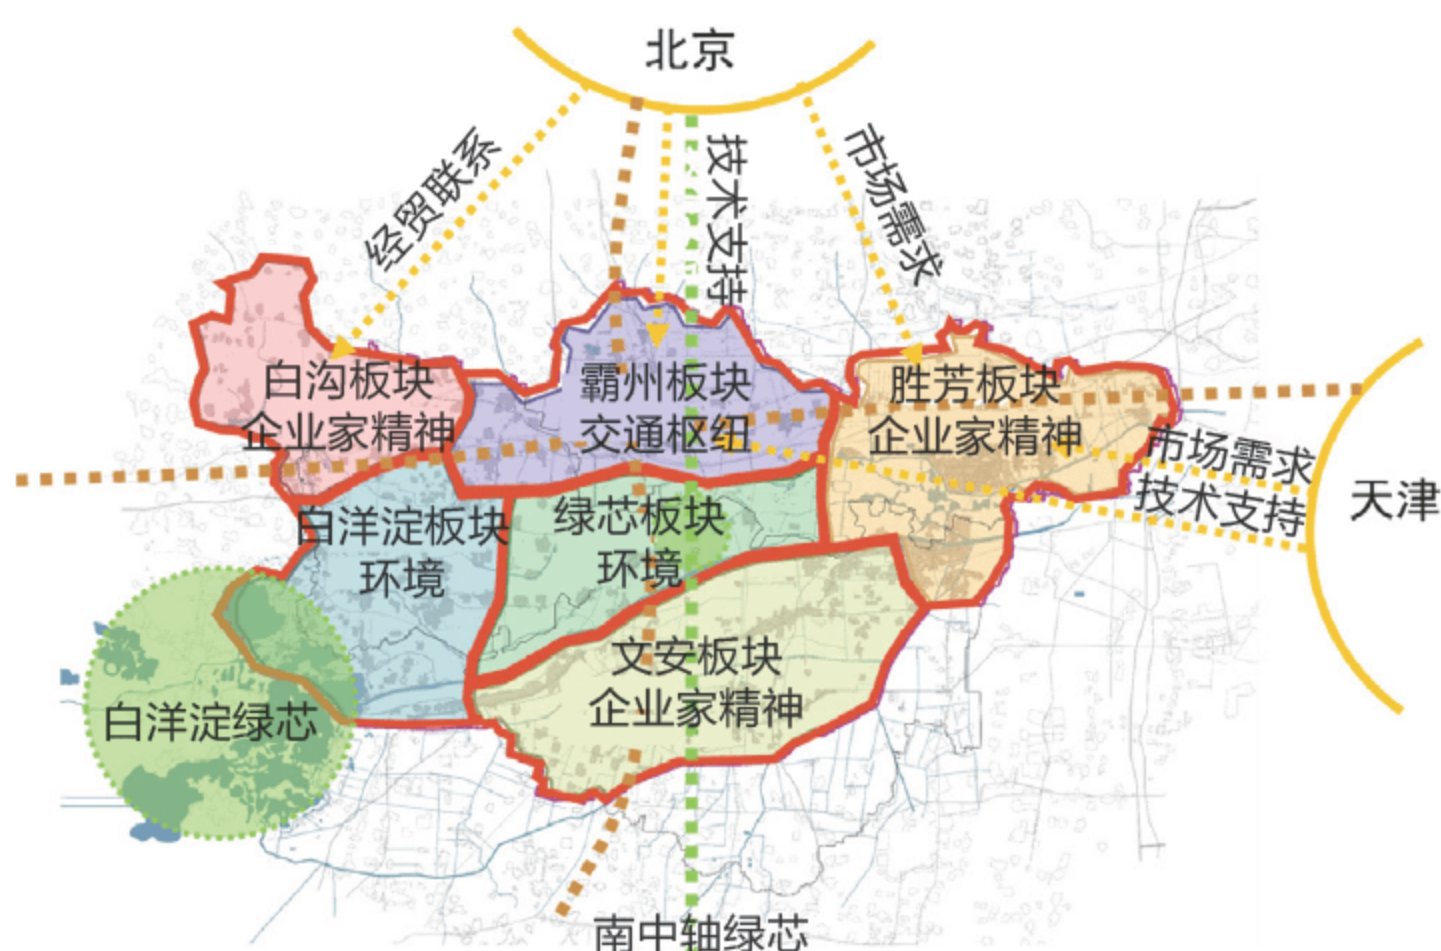 北京
经贸联系
技术支持
市场需求
白沟板块
企业家精神
霸州板块
交通枢纽
胜芳板块
企业家精神
市场需求
技术支持
天津
白洋淀板块
环境
绿芯板块
环境
文安板块
企业家精神
白洋淀绿芯
南中轴绿芯